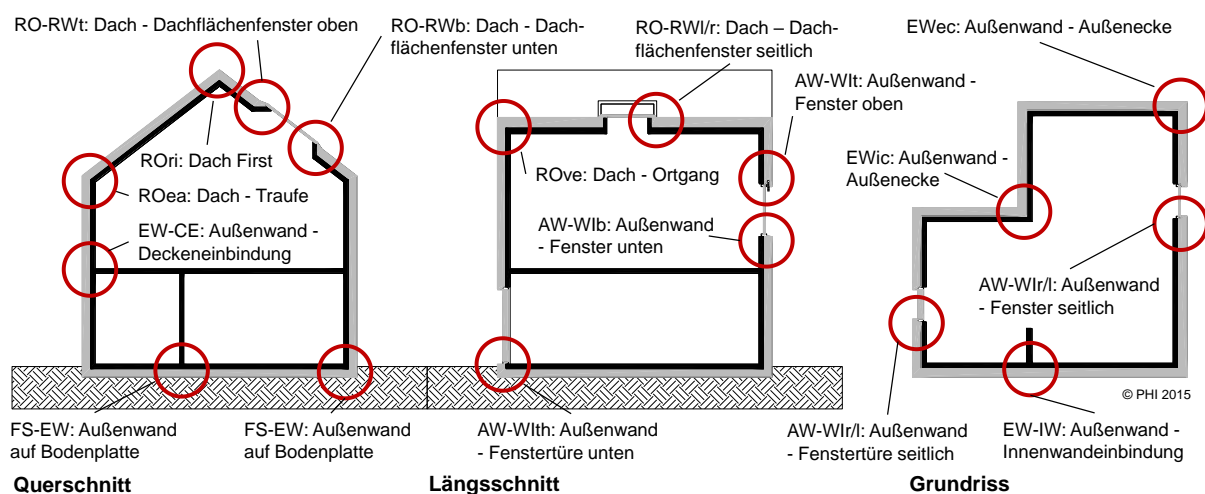 RO-RWt: Dach - Dachflächenfenster oben
RO-RWb: Dach - Dach-
flächenfenster unten
ROri: Dach First
ROea: Dach - Traufe
EW-CE: Außenwand -
Deckeneinbindung
FS-EW: Außenwand
auf Bodenplatte
FS-EW: Außenwand
auf Bodenplatte
Querschnitt
RO-RWl/r: Dach – Dach-
flächenfenster seitlich
AW-WIt: Außenwand -
Fenster oben
ROve: Dach - Ortgang
AW-WIb: Außenwand
- Fenster unten
AW-WIth: Außenwand
- Fenstertüre unten
Längsschnitt
EWec: Außenwand - Außenecke
EWic: Außenwand -
Außenecke
AW-WIr/l: Außenwand
- Fenster seitlich
© PHI 2015
AW-WIr/l: Außenwand
- Fenstertüre seitlich
EW-IW: Außenwand -
Innenwandeinbindung
Grundriss